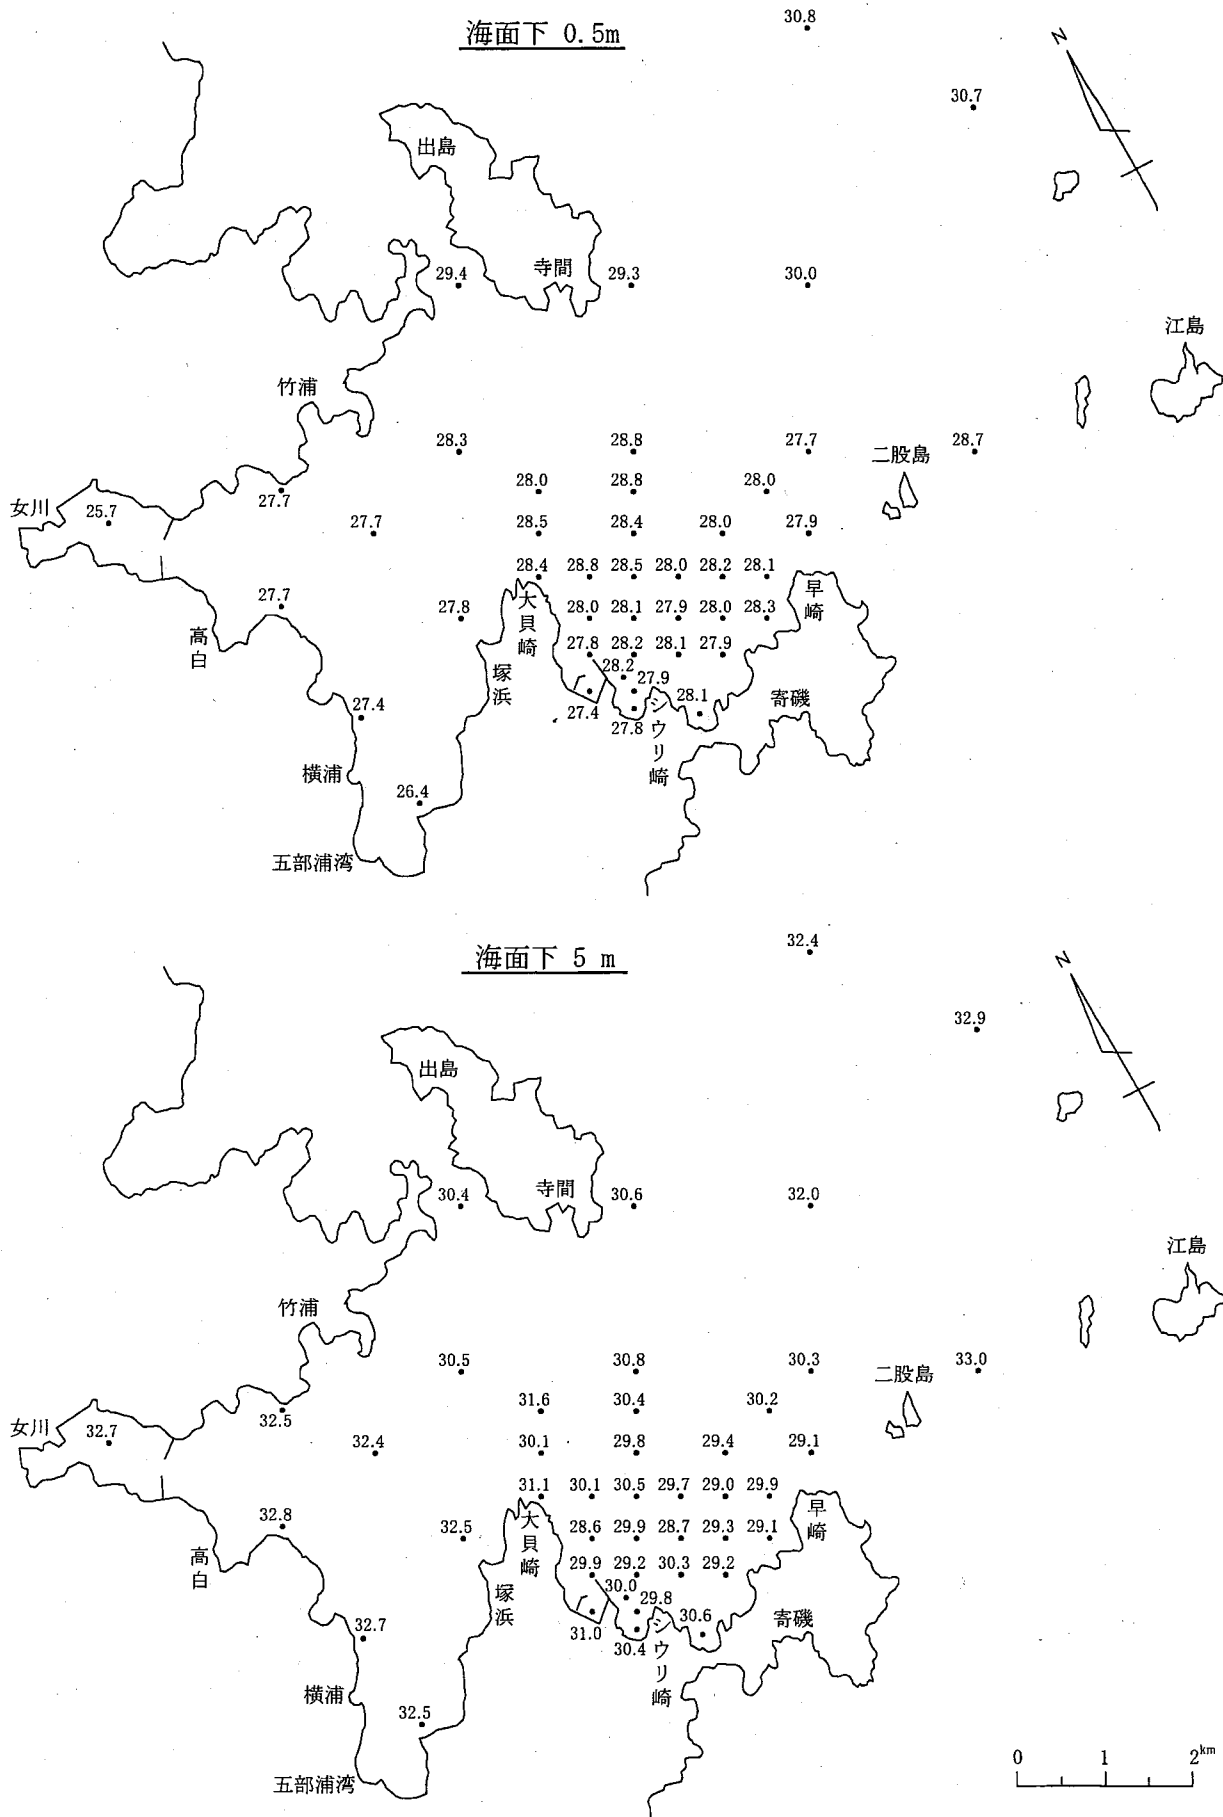 海面下 0.5m
30.8
N
30.7
出島
寺間
29.4
29.3
30.0
江島
竹浦
28.3
28.8
27.7
28.7
二股島
28.0
28.8
28.0
女川
25.7
27.7
27.7
28.5
28.4
28.0
27.9
28.4
28.8
28.5
28.0
28.2
28.1
大貝崎
早崎
27.7
27.8
28.0
28.1
27.9
28.0
28.3
高白
27.8
28.2
28.1
27.9
塚浜
28.2
27.9
28.1
寄磯
27.4
27.4
27.8
シウリ崎
横浦
26.4
五部浦湾
海面下 5 m
32.4
N
32.9
出島
寺間
30.4
30.6
32.0
江島
竹浦
30.5
30.8
30.3
33.0
二股島
31.6
30.4
30.2
女川
32.7
32.5
32.4
30.1
29.8
29.4
29.1
31.1
30.1
30.5
29.7
29.0
29.9
大貝崎
早崎
32.8
32.5
28.6
29.9
28.7
29.3
29.1
高白
29.9
29.2
30.3
29.2
塚浜
30.0
29.8
30.6
寄磯
32.7
31.0
30.4
シウリ崎
横浦
32.5
五部浦湾
0 1 2km